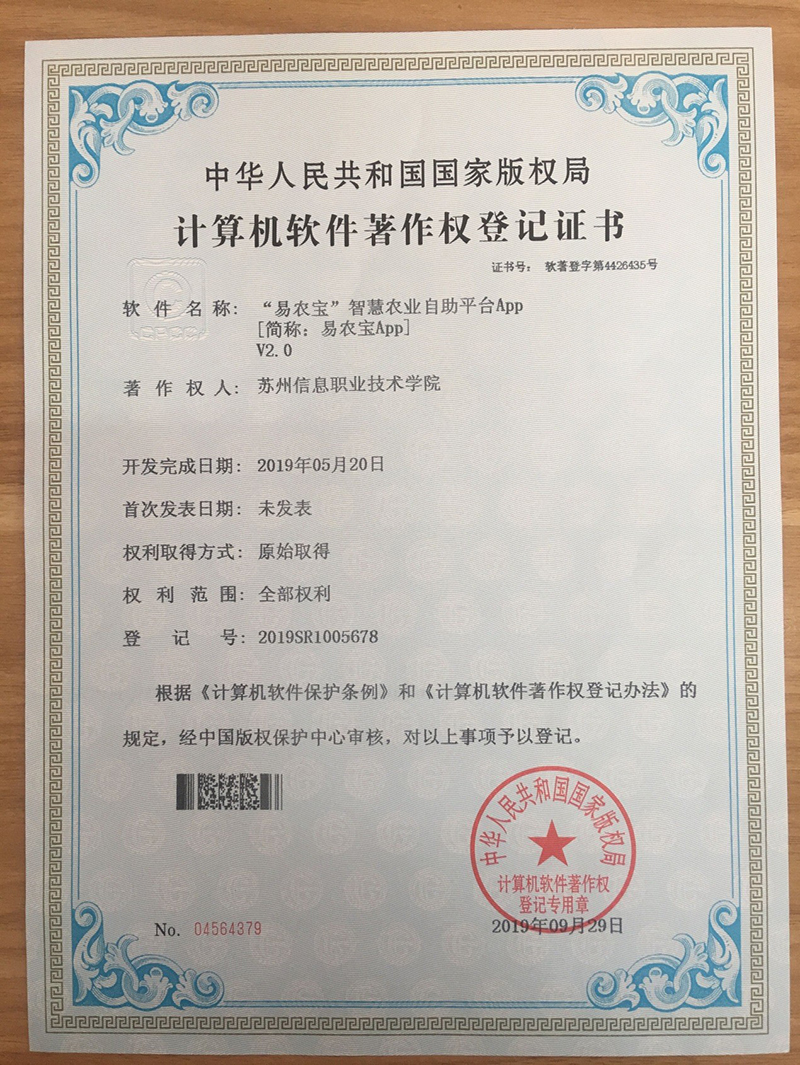 中华人民共和国国家版权局
计算机软件著作权登记证书
证书号： 软著登字第4426435号
软件名称： “易农宝”智慧农业自助平台App
[简称：易农宝App]
V2.0
著作权人： 苏州信息职业技术学院
开发完成日期： 2019年05月20日
首次发表日期： 未发表
权利取得方式： 原始取得
权利范围： 全部权利
登记号： 2019SR1005678
根据《计算机软件保护条例》和《计算机软件著作权登记办法》的
规定，经中国版权保护中心审核，对以上事项予以登记。
中华人民共和国国家版权局
计算机软件著作权
登记专用章
No. 04564379
2019年09月29日